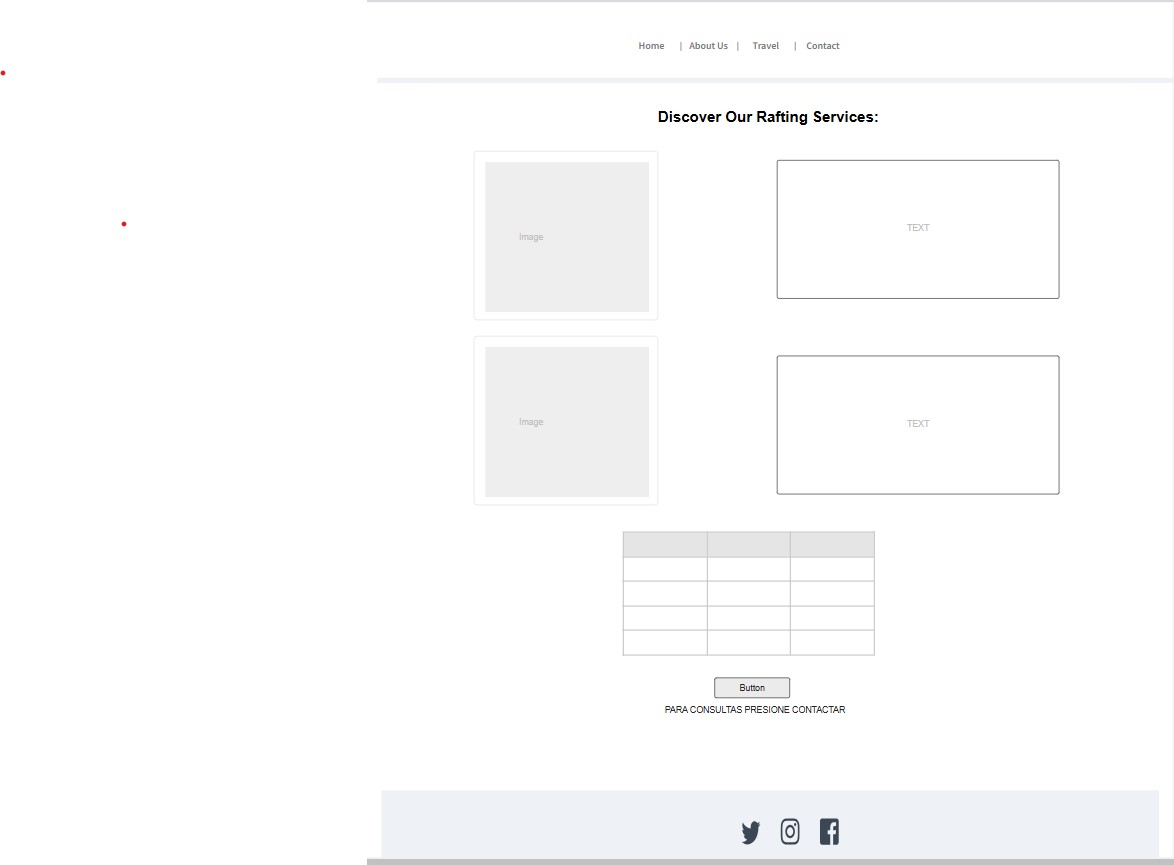 Home | About Us | Travel | Contact
Discover Our Rafting Services:
Image
TEXT
Image
TEXT
Button
PARA CONSULTAS PRESIONE CONTACTAR